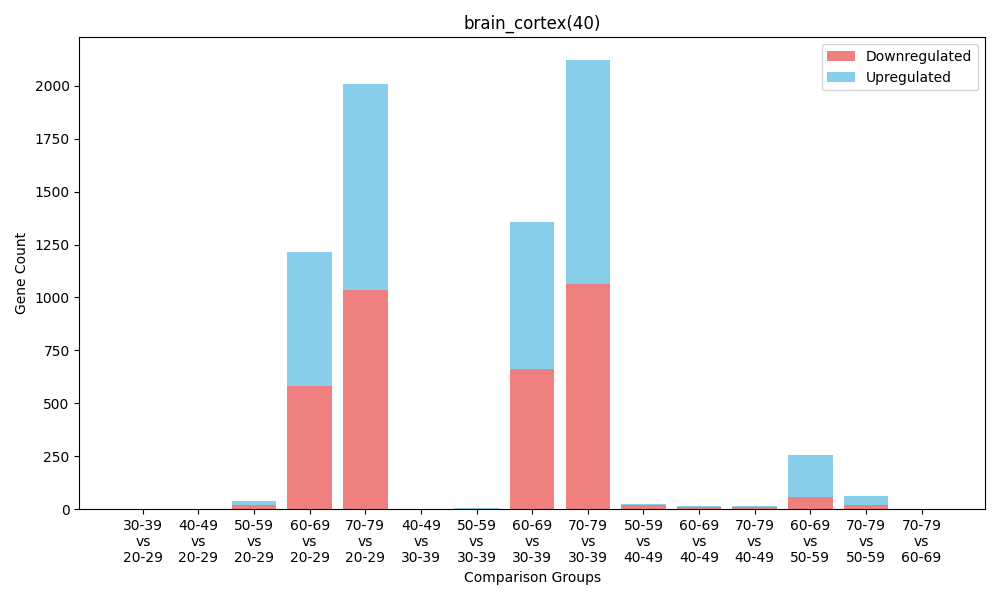 brain_cortex(40)
Downregulated
Upregulated
Gene Count
2000
1750
1500
1250
1000
750
500
250
0
30-39 40-49 50-59 60-69 70-79 40-49 50-59 60-69 70-79 50-59 60-69 70-79 60-69 70-79 70-79
vs vs vs vs vs vs vs vs vs vs vs vs vs vs vs
20-29 20-29 20-29 20-29 20-29 30-39 30-39 30-39 30-39 40-49 40-49 40-49 50-59 50-59 60-69
Comparison Groups